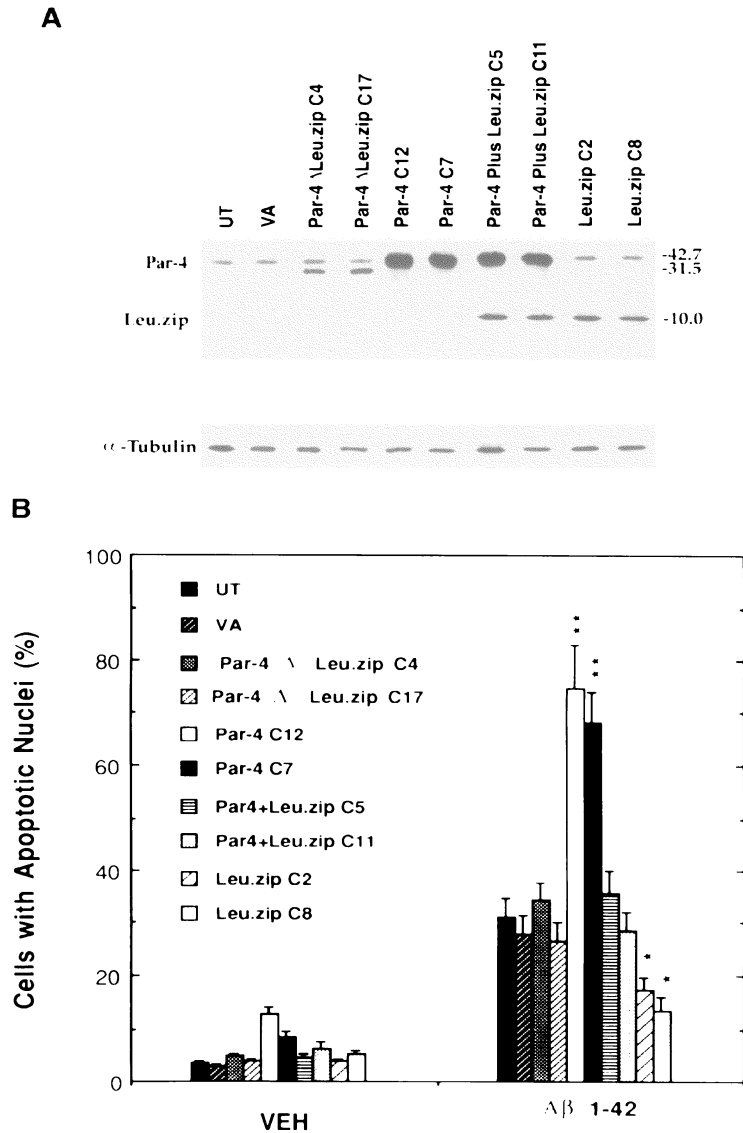 A
UT
VA
Par-4 \Leu.zip C4
Par-4 \Leu.zip C17
Par-4 C12
Par-4 C7
Par-4 Plus Leu.zip C5
Par-4 Plus Leu.zip C11
Leu.zip C2
Leu.zip C8
Par-4
-42.7
-31.5
Leu.zip
-10.0
α-Tubulin
B
Cells with Apoptotic Nuclei (%)
100
80
60
40
20
0
UT
VA
Par-4 \ Leu.zip C4
Par-4 \ Leu.zip C17
Par-4 C12
Par-4 C7
Par4+Leu.zip C5
Par4+Leu.zip C11
Leu.zip C2
Leu.zip C8
**
**
*
*
VEH
Aβ 1-42